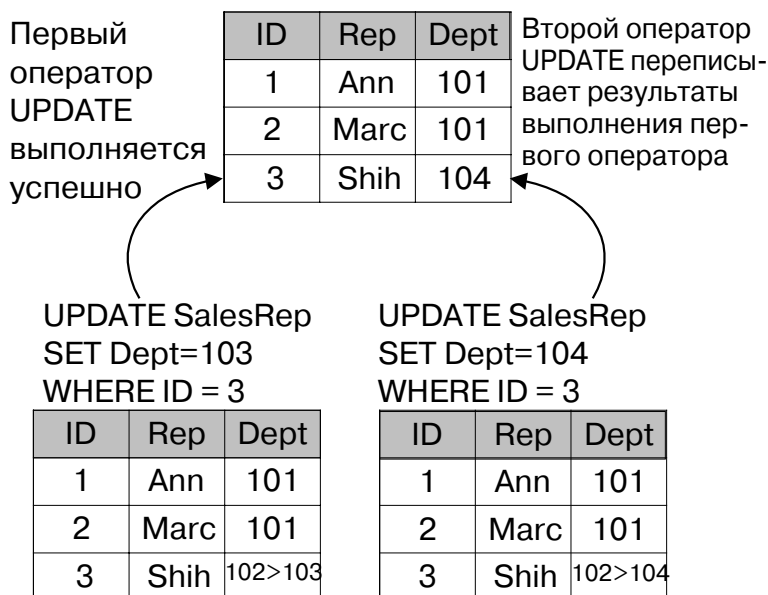 Первый
оператор
UPDATE
выполняется
успешно
ID Rep Dept
1 Ann 101
2 Marc 101
3 Shih 104
Второй оператор
UPDATE переписы-
вает результаты
выполнения пер-
вого оператора
UPDATE SalesRep
SET Dept=103
WHERE ID = 3
ID Rep Dept
1 Ann 101
2 Marc 101
3 Shih 102>103
UPDATE SalesRep
SET Dept=104
WHERE ID = 3
ID Rep Dept
1 Ann 101
2 Marc 101
3 Shih 102>104